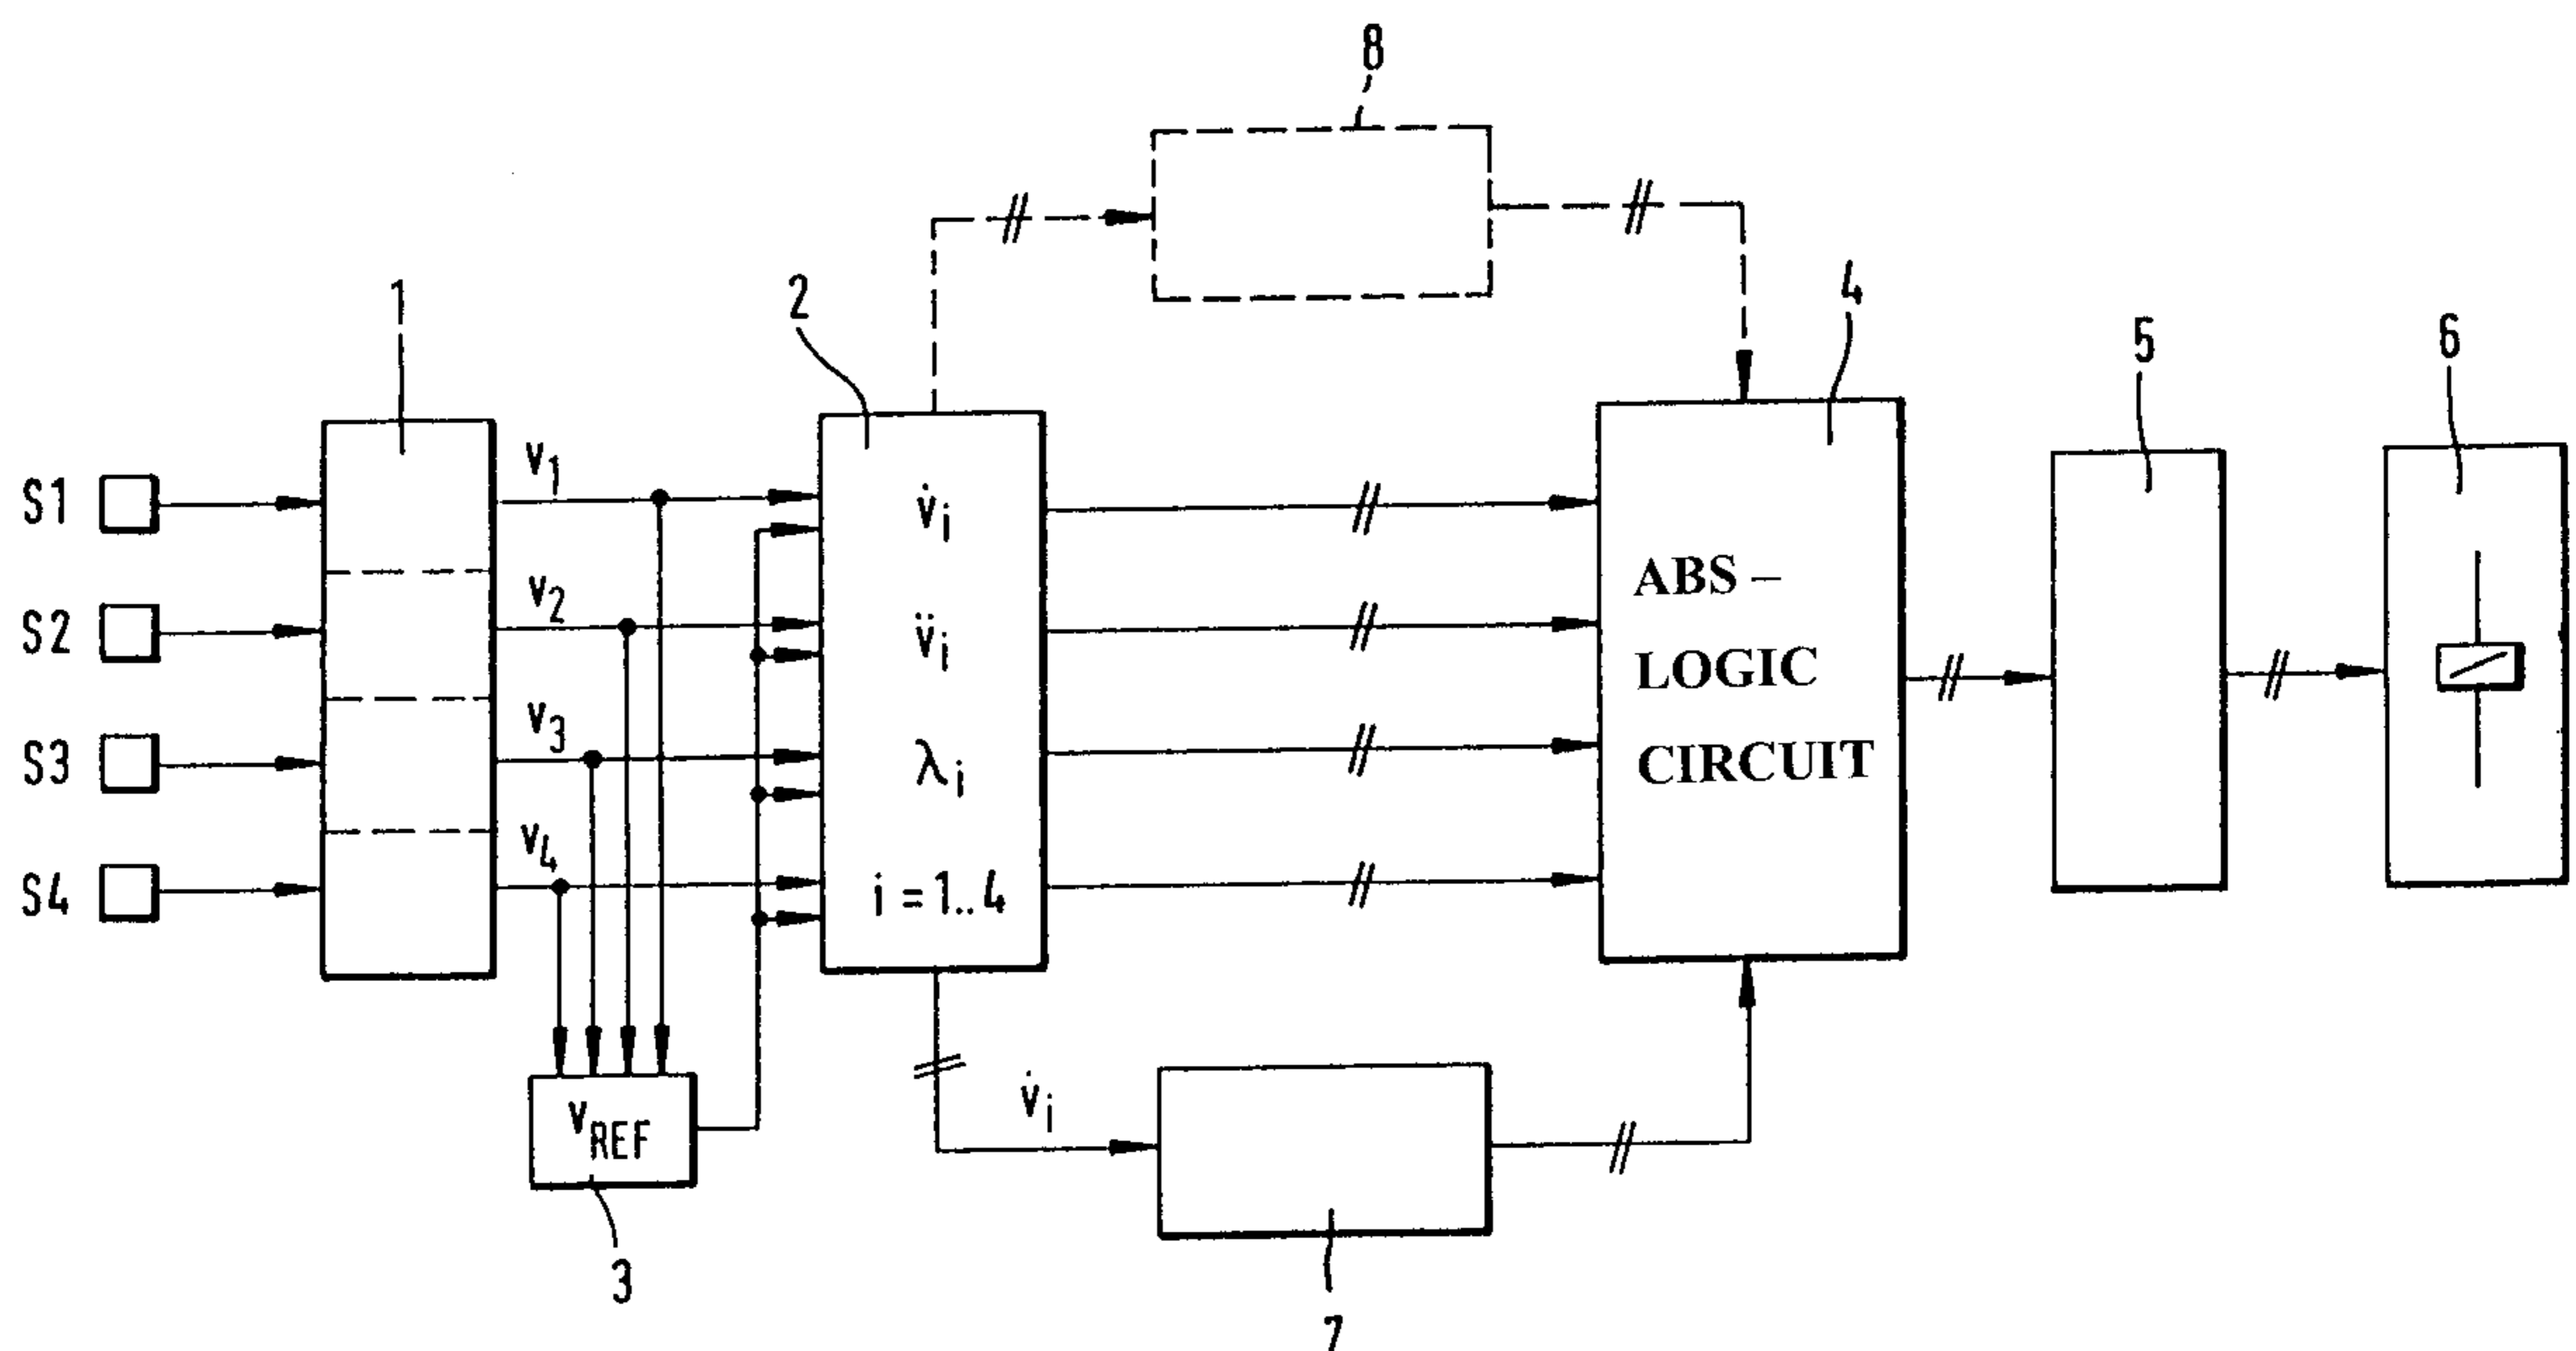 8
1
2
4
5
6
S1
v1
v̇i
S2
v2
v̈i
ABS –
LOGIC
CIRCUIT
S3
v3
λi
S4
v4
i = 1.. 4
vREF
v̇i
3
7